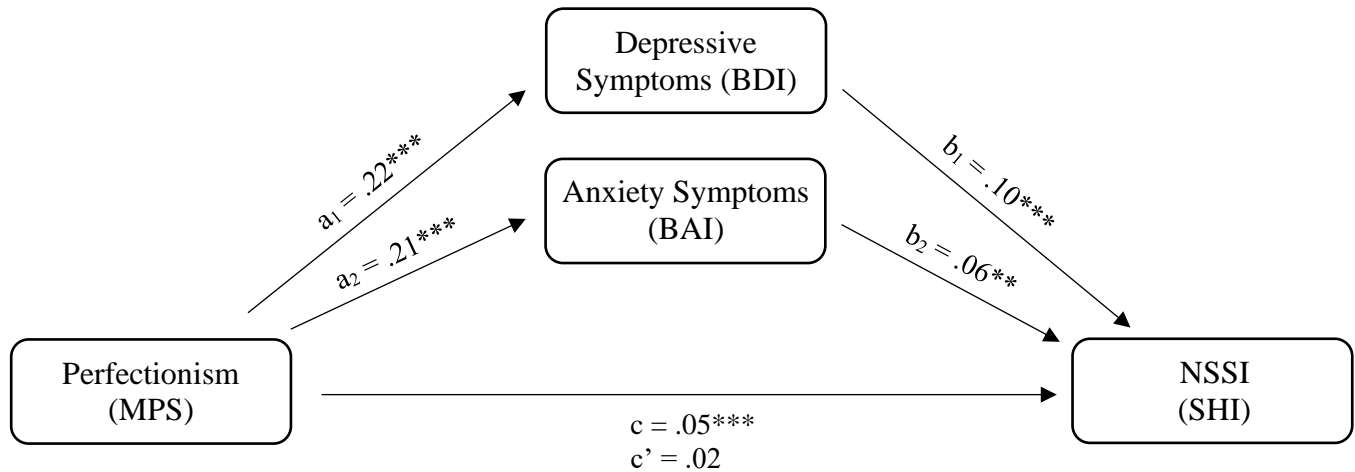 Depressive
Symptoms (BDI)
a₁ = .22***
b₁ = .10***
Anxiety Symptoms
(BAI)
a₂ = .21***
b₂ = .06**
Perfectionism
(MPS)
NSSI
(SHI)
c = .05***
c’ = .02